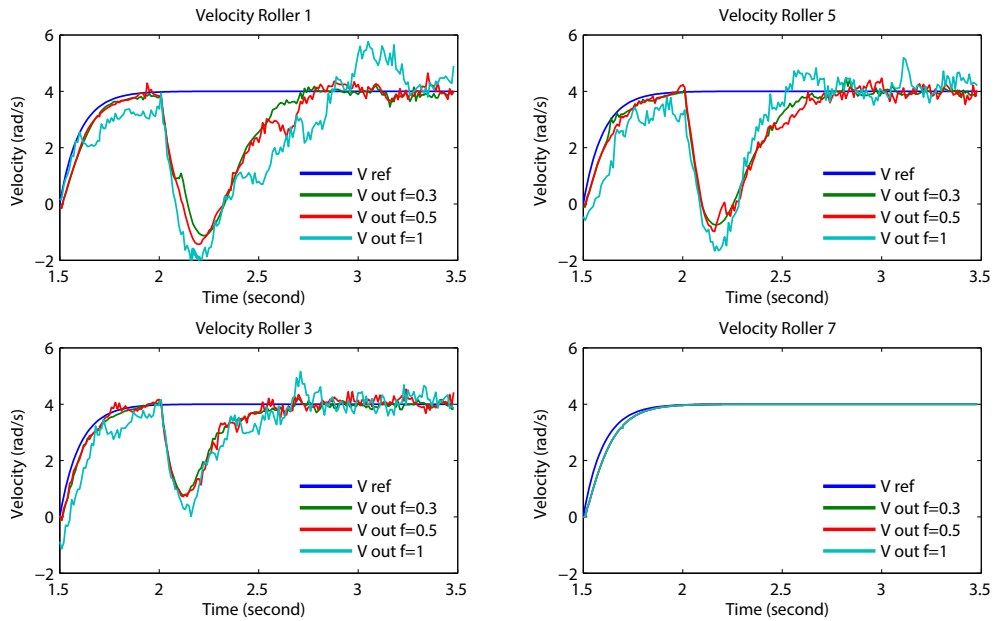 Velocity Roller 1
6
4
2
0
−2
Velocity (rad/s)
V ref
V out f=0.3
V out f=0.5
V out f=1
1.5 2 2.5 3 3.5
Time (second)
Velocity Roller 5
6
4
2
0
−2
Velocity (rad/s)
V ref
V out f=0.3
V out f=0.5
V out f=1
1.5 2 2.5 3 3.5
Time (second)
Velocity Roller 3
6
4
2
0
−2
Velocity (rad/s)
V ref
V out f=0.3
V out f=0.5
V out f=1
1.5 2 2.5 3 3.5
Time (second)
Velocity Roller 7
6
4
2
0
−2
Velocity (rad/s)
V ref
V out f=0.3
V out f=0.5
V out f=1
1.5 2 2.5 3 3.5
Time (second)